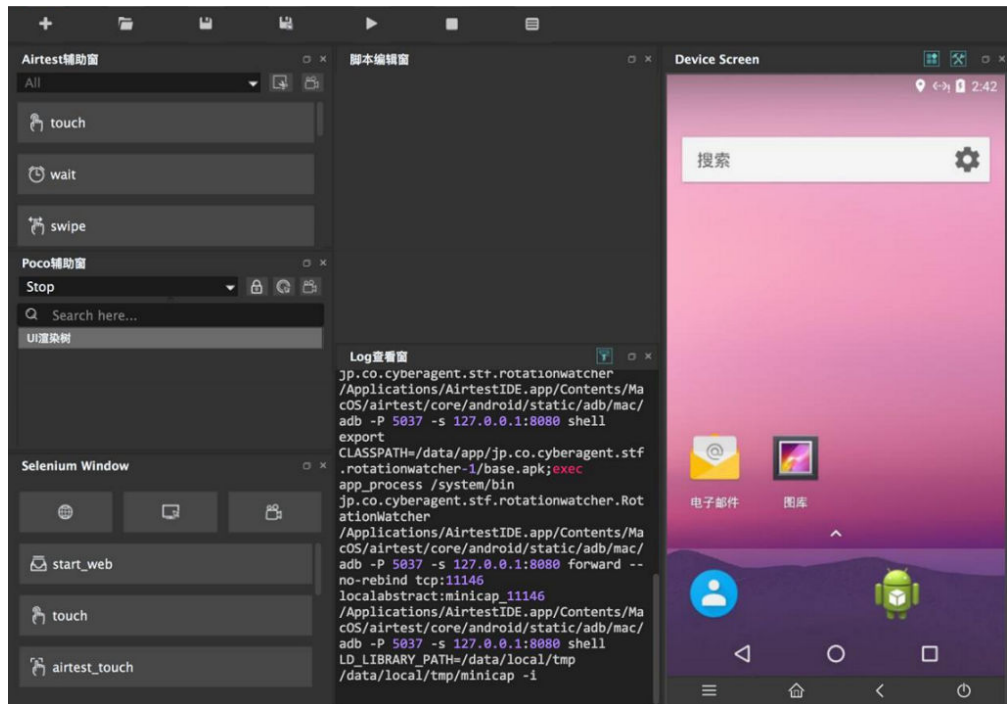 Airtest辅助窗
All
touch
wait
swipe
Poco辅助窗
Stop
Search here...
UI渲染树
Selenium Window
start_web
touch
airtest_touch
脚本编辑窗
Log查看窗
jp.co.cyberagent.stf.rotationwatcher
/Applications/AirtestIDE.app/Contents/Ma
cOS/airtest/core/android/static/adb/mac/
adb -P 5037 -s 127.0.0.1:8080 shell
export
CLASSPATH=/data/app/jp.co.cyberagent.stf
.rotationwatcher-1/base.apk;exec
app_process /system/bin
jp.co.cyberagent.stf.rotationwatcher.Rot
ationWatcher
/Applications/AirtestIDE.app/Contents/Ma
cOS/airtest/core/android/static/adb/mac/
adb -P 5037 -s 127.0.0.1:8080 forward --
no-rebind tcp:11146
localabstract:minicap_11146
/Applications/AirtestIDE.app/Contents/Ma
cOS/airtest/core/android/static/adb/mac/
adb -P 5037 -s 127.0.0.1:8080 shell
LD_LIBRARY_PATH=/data/local/tmp
/data/local/tmp/minicap -i
Device Screen
2:42
搜索
电子邮件
图库